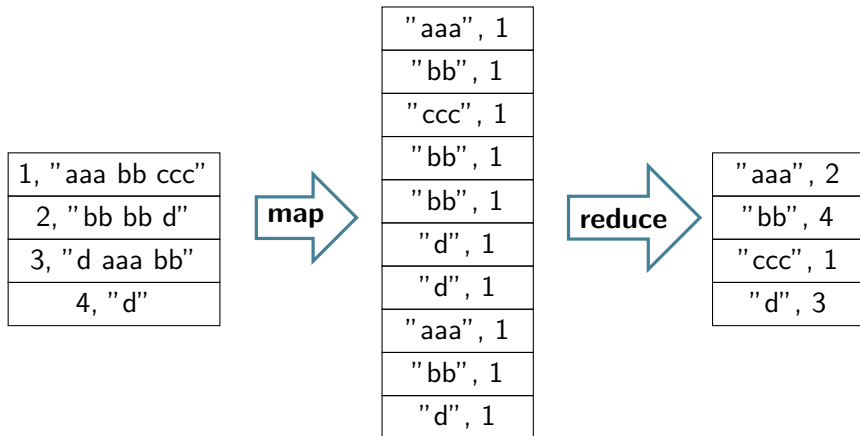 1, ”aaa bb ccc”
2, ”bb bb d”
3, ”d aaa bb”
4, ”d”
map
”aaa”, 1
”bb”, 1
”ccc”, 1
”bb”, 1
”bb”, 1
”d”, 1
”d”, 1
”aaa”, 1
”bb”, 1
”d”, 1
reduce
”aaa”, 2
”bb”, 4
”ccc”, 1
”d”, 3